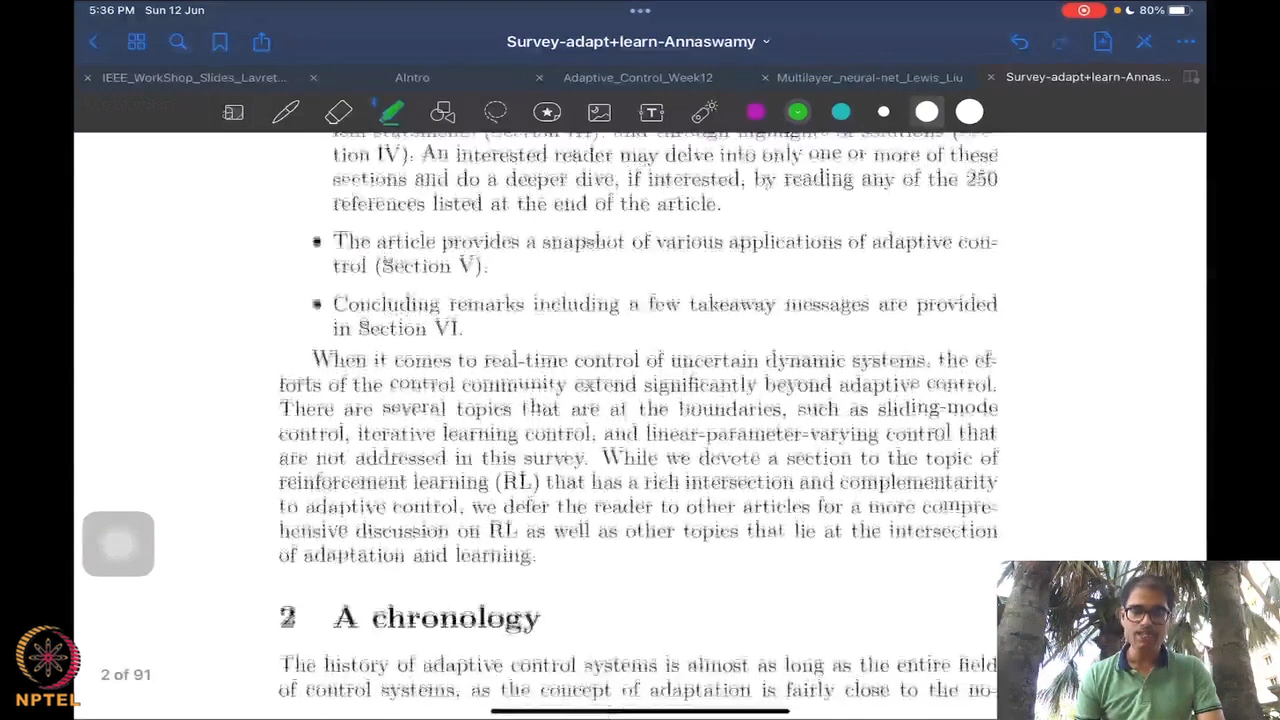 5:36 PM Sun 12 Jun
80%
Survey-adapt+learn-Annaswamy
IEEE_WorkShop_Slides_Lavret...
AIntro
Adaptive_Control_Week12
Multilayer_neural-net_Lewis_Liu
Survey-adapt+learn-Annas...
tion IV). An interested reader may delve into only one or more of these
sections and do a deeper dive, if interested, by reading any of the 250
references listed at the end of the article.
• The article provides a snapshot of various applications of adaptive con-
trol (Section V).
• Concluding remarks including a few takeaway messages are provided
in Section VI.
When it comes to real-time control of uncertain dynamic systems, the ef-
forts of the control community extend significantly beyond adaptive control.
There are several topics that are at the boundaries, such as sliding-mode
control, iterative learning control, and linear-parameter-varying control that
are not addressed in this survey. While we devote a section to the topic of
reinforcement learning (RL) that has a rich intersection and complementarity
to adaptive control, we defer the reader to other articles for a more compre-
hensive discussion on RL as well as other topics that lie at the intersection
of adaptation and learning.
2 A chronology
The history of adaptive control systems is almost as long as the entire field
of control systems, as the concept of adaptation is fairly close to the no-
2 of 91
NPTEL